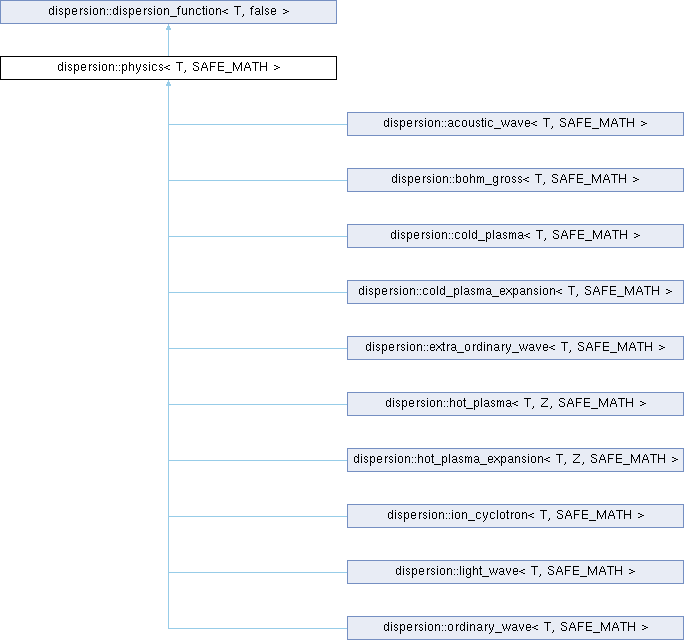 dispersion::dispersion_function< T, false >
dispersion::physics< T, SAFE_MATH >
dispersion::acoustic_wave< T, SAFE_MATH >
dispersion::bohm_gross< T, SAFE_MATH >
dispersion::cold_plasma< T, SAFE_MATH >
dispersion::cold_plasma_expansion< T, SAFE_MATH >
dispersion::extra_ordinary_wave< T, SAFE_MATH >
dispersion::hot_plasma< T, Z, SAFE_MATH >
dispersion::hot_plasma_expansion< T, Z, SAFE_MATH >
dispersion::ion_cyclotron< T, SAFE_MATH >
dispersion::light_wave< T, SAFE_MATH >
dispersion::ordinary_wave< T, SAFE_MATH >